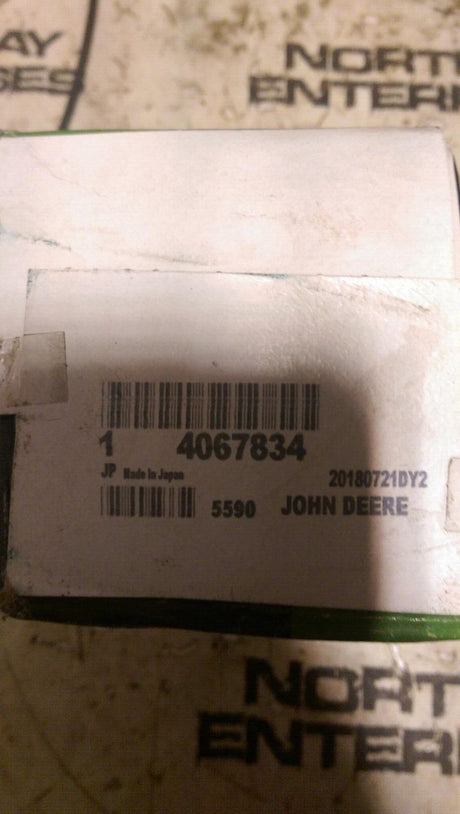 AY
SES
NORT
ENTER
1 4067834
JP Made In Japan
20180721DY2
5590 JOHN DEERE
NORT
ENTER